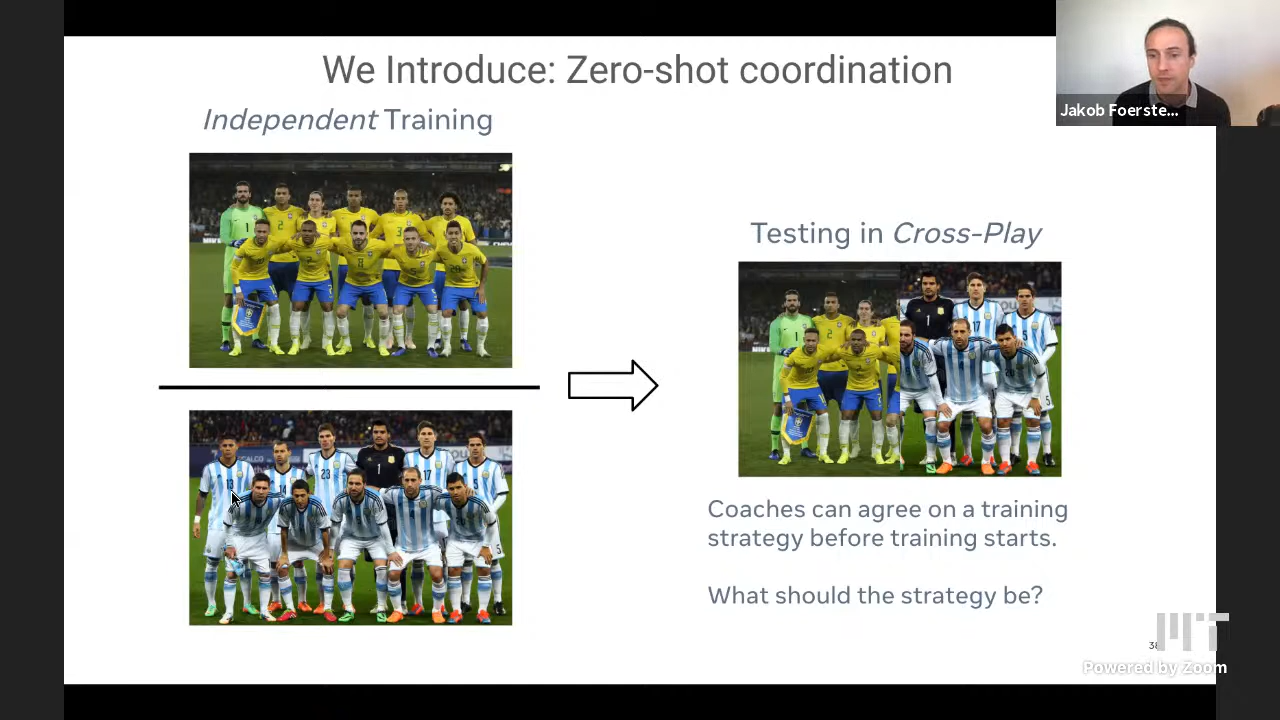 We Introduce: Zero-shot coordination
Jakob Foerste...
Independent Training
Testing in Cross-Play
Coaches can agree on a training
strategy before training starts.
What should the strategy be?
MIT
Powered by Zoom